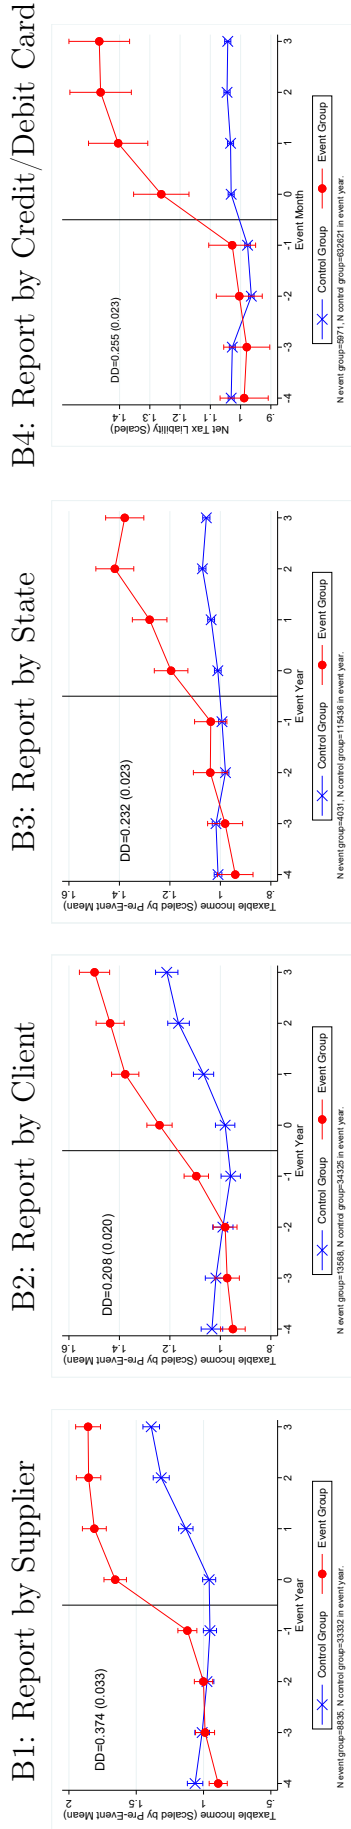 B1: Report by Supplier
Taxable Income (Scaled by Pre-Event Mean)
2
1.5
1
.5
DD=0.374 (0.033)
-4 -3 -2 -1 0 1 2 3
Event Year
Control Group Event Group
N event group=8835, N control group=33332 in event year.
B2: Report by Client
Taxable Income (Scaled by Pre-Event Mean)
1.6
1.4
1.2
1
.8
DD=0.208 (0.020)
-4 -3 -2 -1 0 1 2 3
Event Year
Control Group Event Group
N event group=13568, N control group=34325 in event year.
B3: Report by State
Taxable Income (Scaled by Pre-Event Mean)
1.6
1.4
1.2
1
.8
DD=0.232 (0.023)
-4 -3 -2 -1 0 1 2 3
Event Year
Control Group Event Group
N event group=4031, N control group=115436 in event year.
B4: Report by Credit/Debit Card
Net Tax Liability (Scaled)
1.4
1.3
1.2
1.1
1
.9
DD=0.255 (0.023)
-4 -3 -2 -1 0 1 2 3
Event Month
Control Group Event Group
N event group=5971, N control group=632621 in event year.